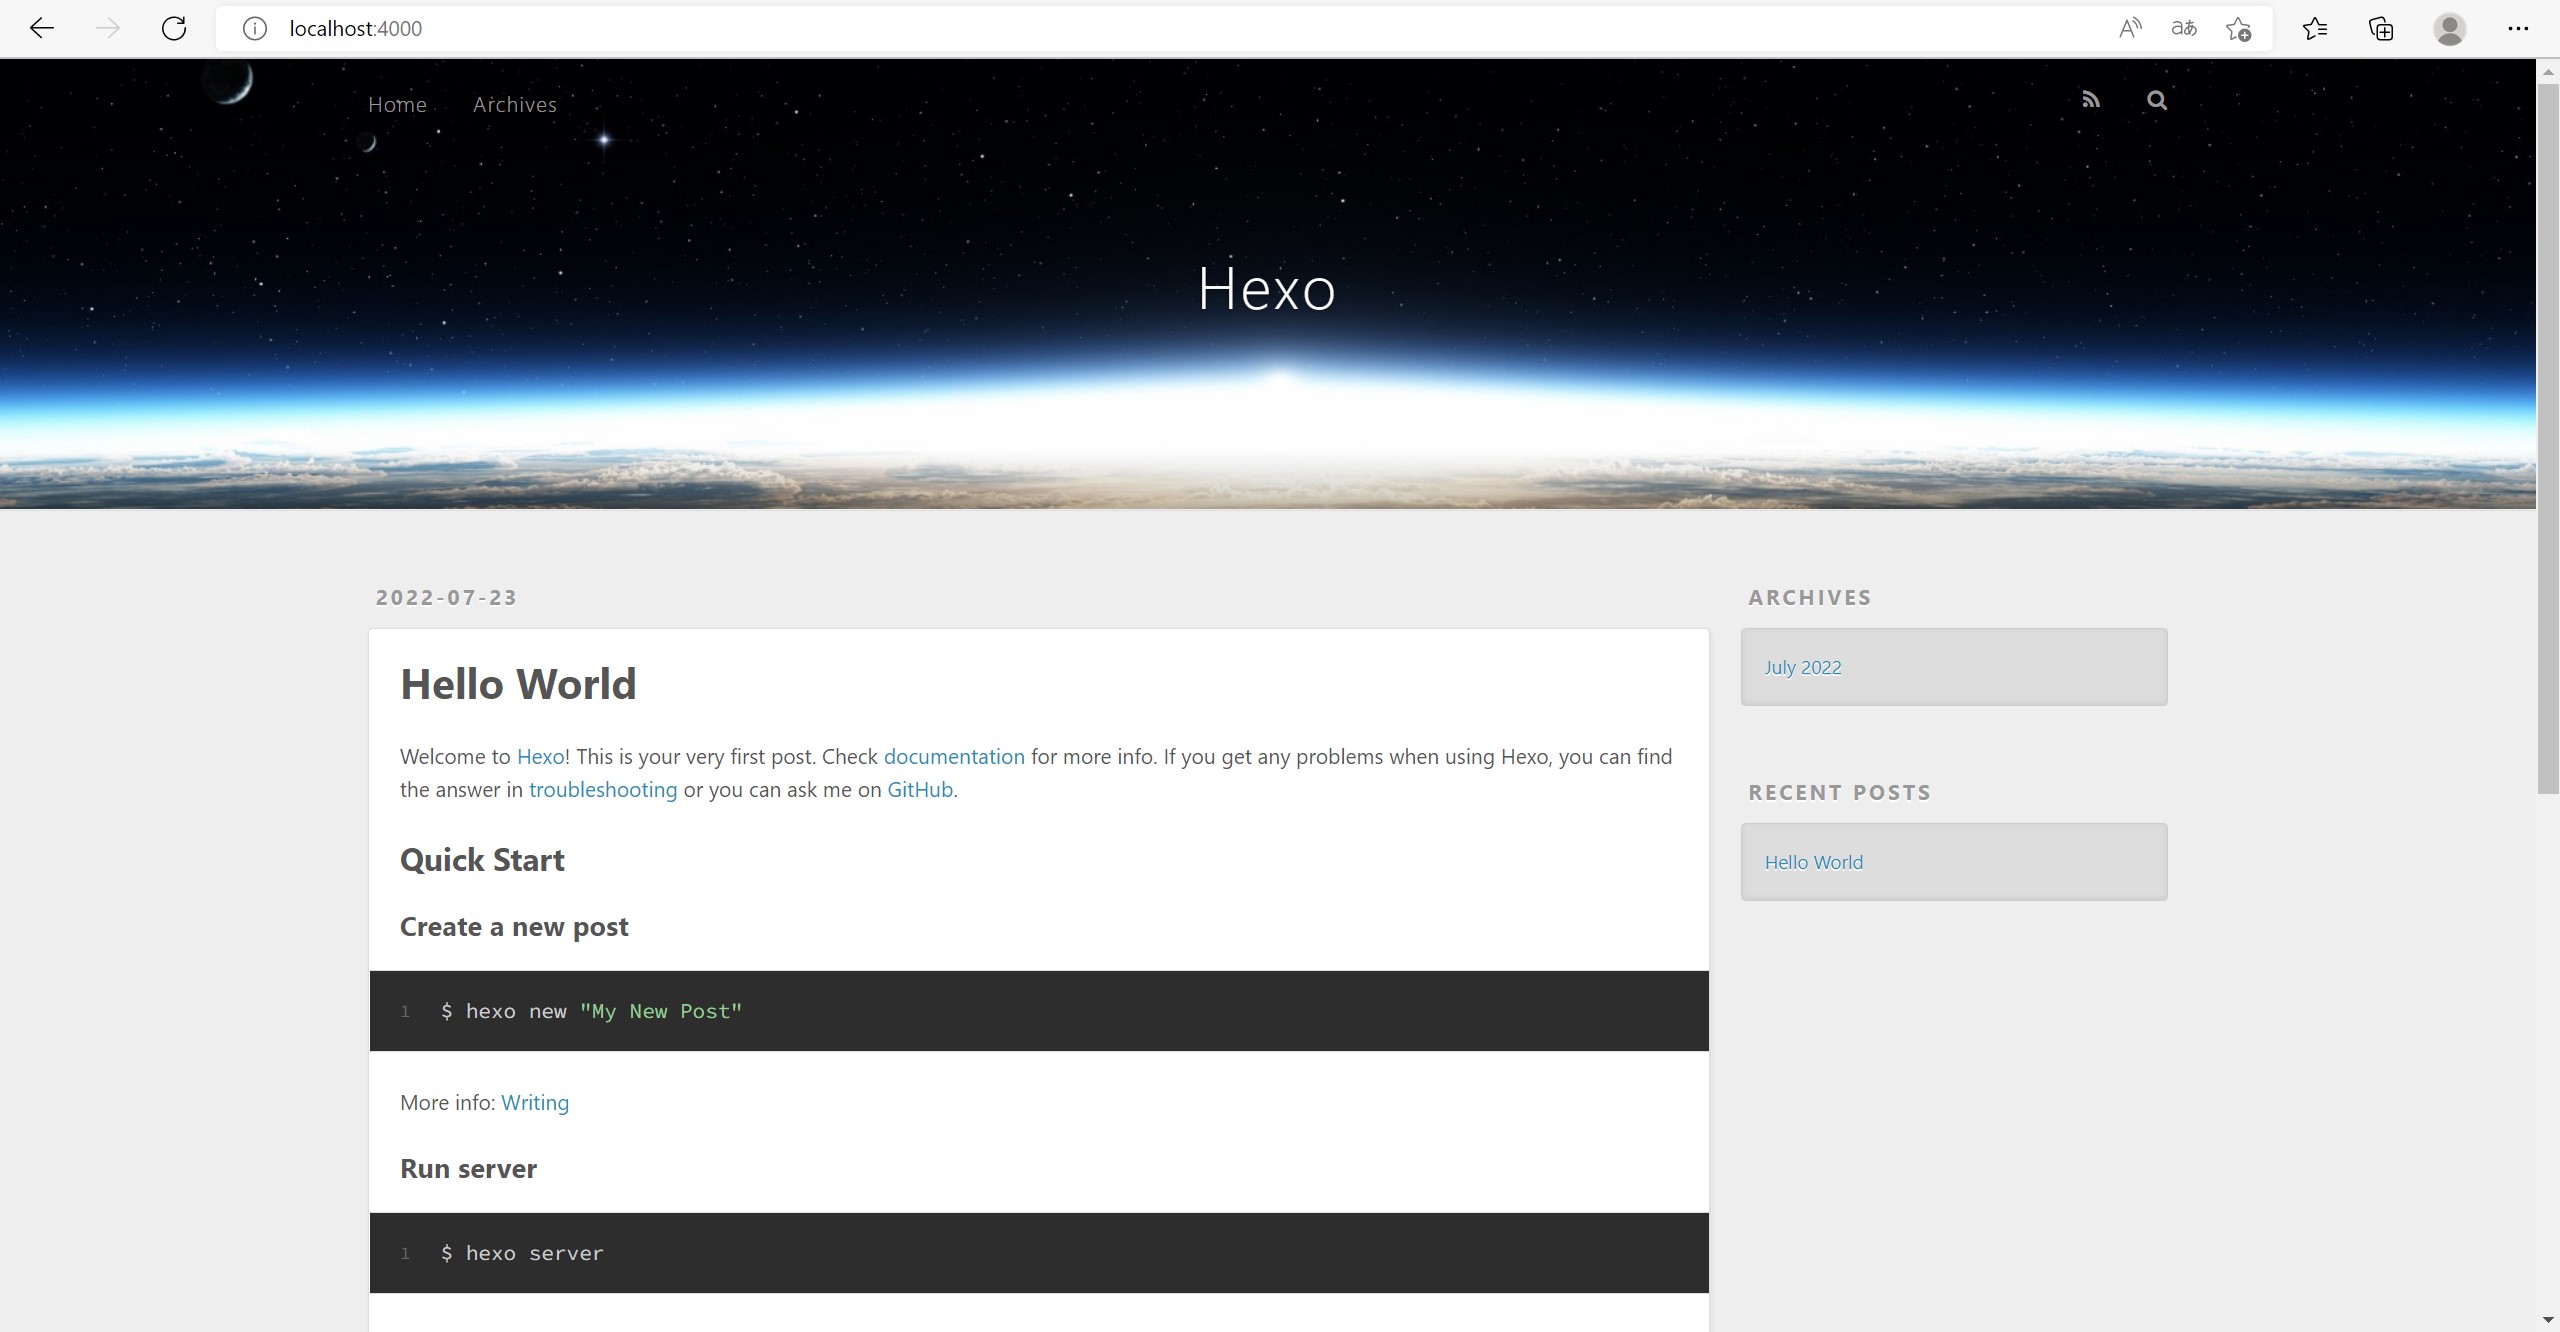 localhost:4000
Home Archives
Hexo
2022-07-23
Hello World
Welcome to Hexo! This is your very first post. Check documentation for more info. If you get any problems when using Hexo, you can find
the answer in troubleshooting or you can ask me on GitHub.
Quick Start
Create a new post
1 $ hexo new "My New Post"
More info: Writing
Run server
1 $ hexo server
ARCHIVES
July 2022
RECENT POSTS
Hello World